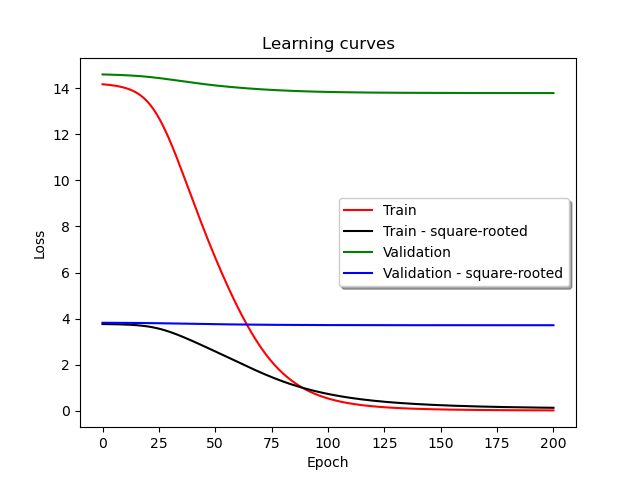 Learning curves
14
12
10
8
6
4
2
0
Loss
Train
Train - square-rooted
Validation
Validation - square-rooted
0 25 50 75 100 125 150 175 200
Epoch